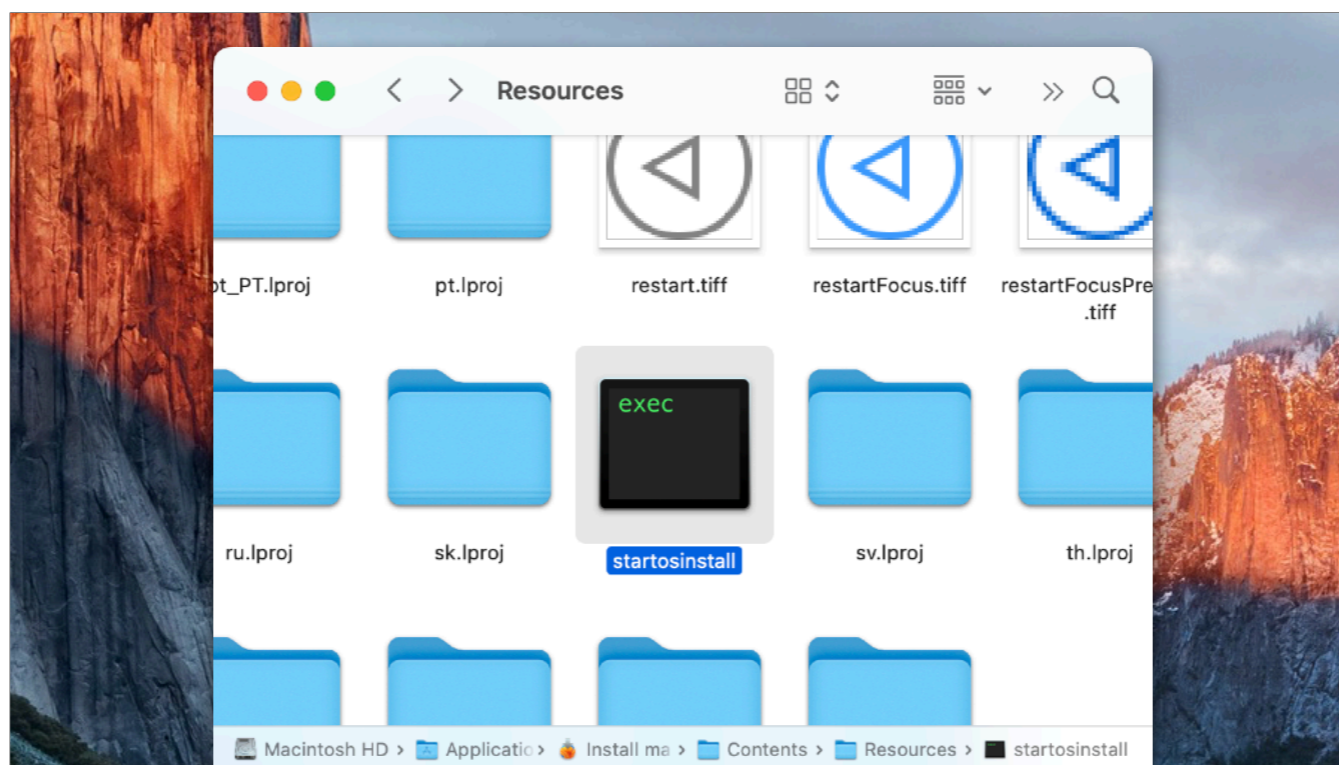 Resources
pt_PT.lproj
pt.lproj
restart.tiff
restartFocus.tiff
restartFocusPre
.tiff
exec
ru.lproj
sk.lproj
startosinstall
sv.lproj
th.lproj
Macintosh HD › Applicatio › Install ma › Contents › Resources › startosinstall